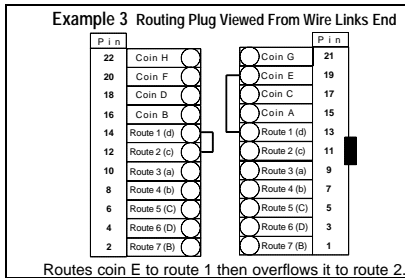 Example 3 Routing Plug Viewed From Wire Links End
Pin Pin
22 Coin H Coin G 21
20 Coin F Coin E 19
18 Coin D Coin C 17
16 Coin B Coin A 15
14 Route 1 (d) Route 1 (d) 13
12 Route 2 (c) Route 2 (c) 11
10 Route 3 (a) Route 3 (a) 9
8 Route 4 (b) Route 4 (b) 7
6 Route 5 (C) Route 5 (C) 5
4 Route 6 (D) Route 6 (D) 3
2 Route 7 (B) Route 7 (B) 1
Routes coin E to route 1 then overflows it to route 2.